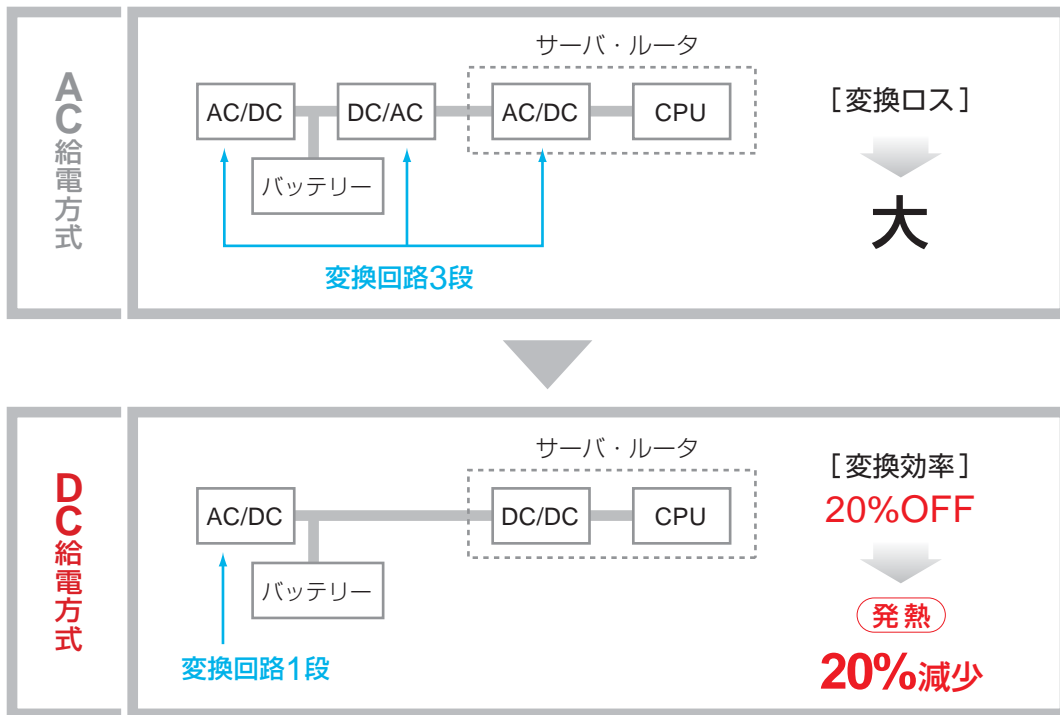 AC給電方式
サーバ・ルータ
AC/DC
DC/AC
AC/DC
CPU
バッテリー
変換回路3段
[変換ロス]
大
DC給電方式
サーバ・ルータ
AC/DC
DC/DC
CPU
バッテリー
変換回路1段
[変換効率]
20%OFF
発熱
20%減少